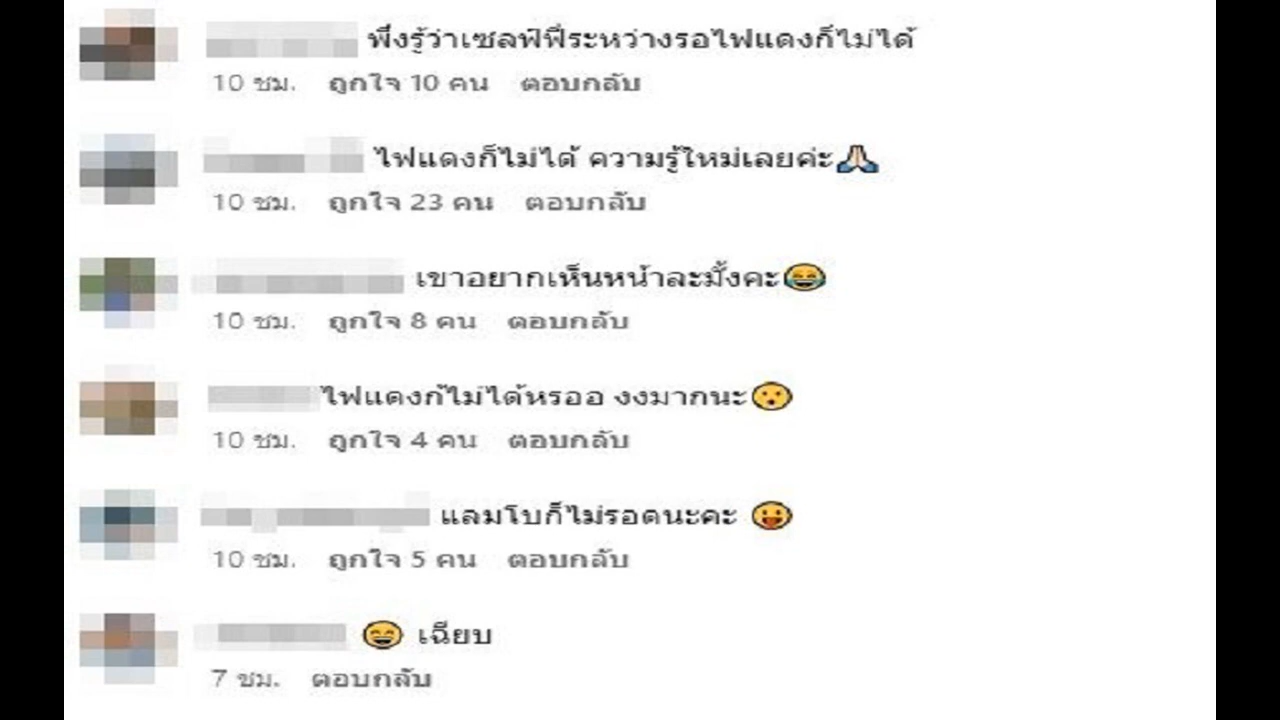 พึ่งรู้ว่าเซลฟ์ฟี่ระหว่างรอไฟแดงก็ไม่ได้
10 ชม. ถูกใจ 10 คน ตอบกลับ
ไฟแดงก็ไม่ได้ ความรู้ใหม่เลยค่ะ🙏🏻
10 ชม. ถูกใจ 23 คน ตอบกลับ
เขาอยากเห็นหน้าละมั้งคะ😂
10 ชม. ถูกใจ 8 คน ตอบกลับ
ไฟแดงก้ไม่ได้หรออ งงมากนะ😮
10 ชม. ถูกใจ 4 คน ตอบกลับ
แลมโบก็ไม่รอดนะคะ 😛
10 ชม. ถูกใจ 5 คน ตอบกลับ
😄 เฉียบ
7 ชม. ตอบกลับ